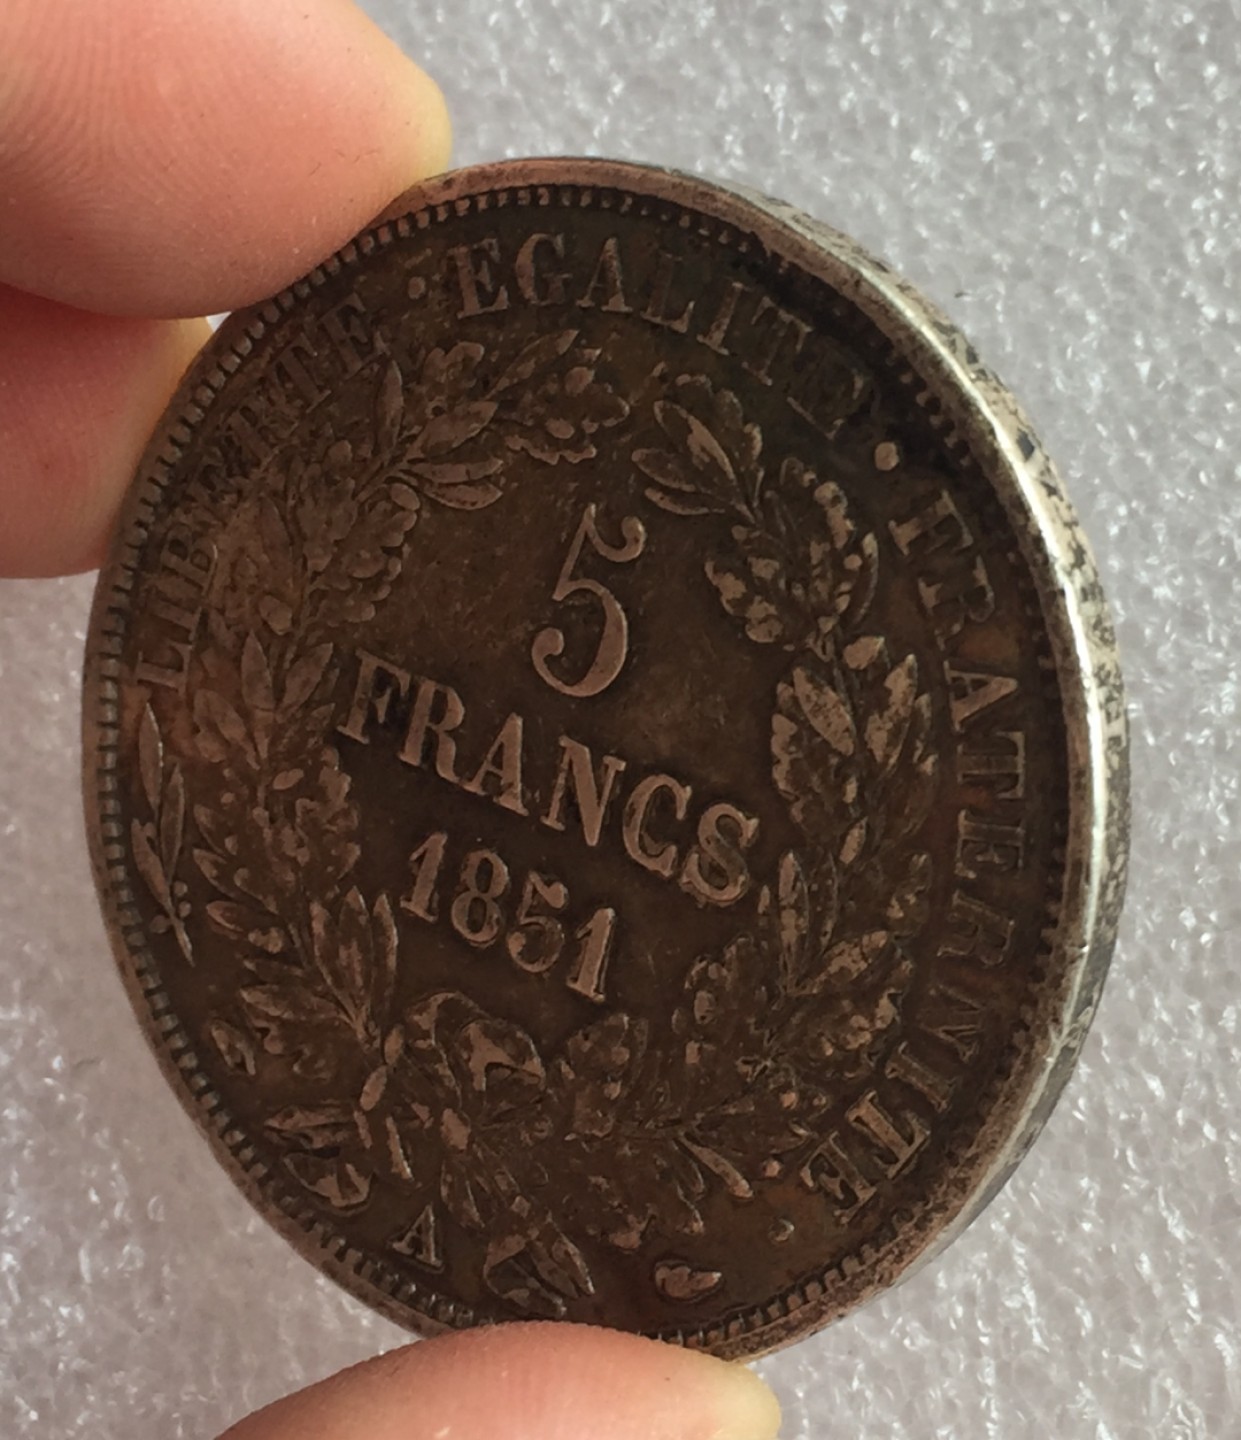 LIBERTE · EGALITE · FRATERNITE
5
FRANCS
1851
A